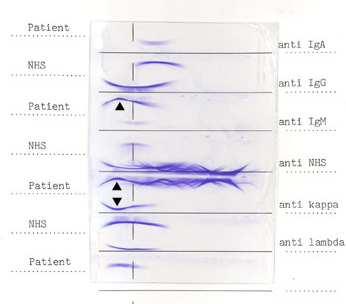 Patient
anti IgA
NHS
anti IgG
Patient
anti IgM
NHS
anti NHS
Patient
anti kappa
NHS
anti lambda
Patient